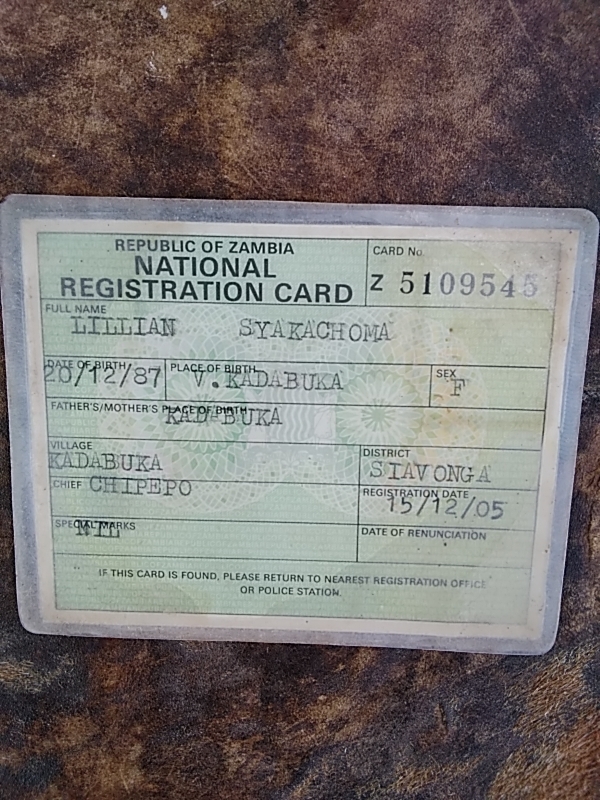 REPUBLIC OF ZAMBIA
NATIONAL
REGISTRATION CARD
CARD No.
Z 5109545
FULL NAME
LILLIAN SYAKACHOMA
DATE OF BIRTH
20/12/87
PLACE OF BIRTH
V.KADABUKA
SEX
F
FATHER'S/MOTHER'S PLACE OF BIRTH
KADABUKA
VILLAGE
KADABUKA
DISTRICT
SIAVONGA
CHIEF CHIPEPO
REGISTRATION DATE
15/12/05
SPECIAL MARKS
NIL
DATE OF RENUNCIATION
IF THIS CARD IS FOUND, PLEASE RETURN TO NEAREST REGISTRATION OFFICE
OR POLICE STATION.